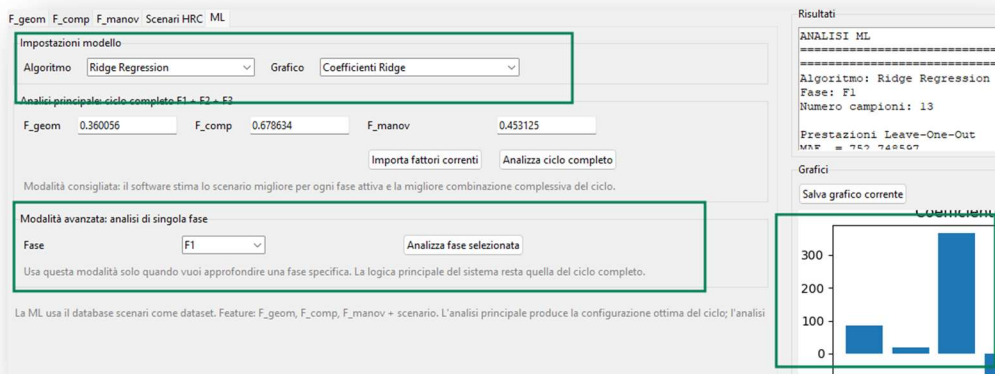 F_geom F_comp F_manov Scenari HRC ML
Impostazioni modello
Algoritmo Ridge Regression Grafico Coefficienti Ridge
Analisi principale: ciclo completo F1 + F2 + F3
F_geom 0.360056 F_comp 0.678634 F_manov 0.453125
Importa fattori correnti Analizza ciclo completo
Modalità consigliata: il software stima lo scenario migliore per ogni fase attiva e la migliore combinazione complessiva del ciclo.
Modalità avanzata: analisi di singola fase
Fase F1 Analizza fase selezionata
Usa questa modalità solo quando vuoi approfondire una fase specifica. La logica principale del sistema resta quella del ciclo completo.
La ML usa il database scenari come dataset. Feature: F_geom, F_comp, F_manov + scenario. L'analisi principale produce la configurazione ottima del ciclo; l'analisi
Risultati
ANALISI ML
==========================
==========================
Algoritmo: Ridge Regression
Fase: F1
Numero campioni: 13
Prestazioni Leave-One-Out
MAE = 752.748597
Grafici
Salva grafico corrente
Coefficient
300
200
100
0